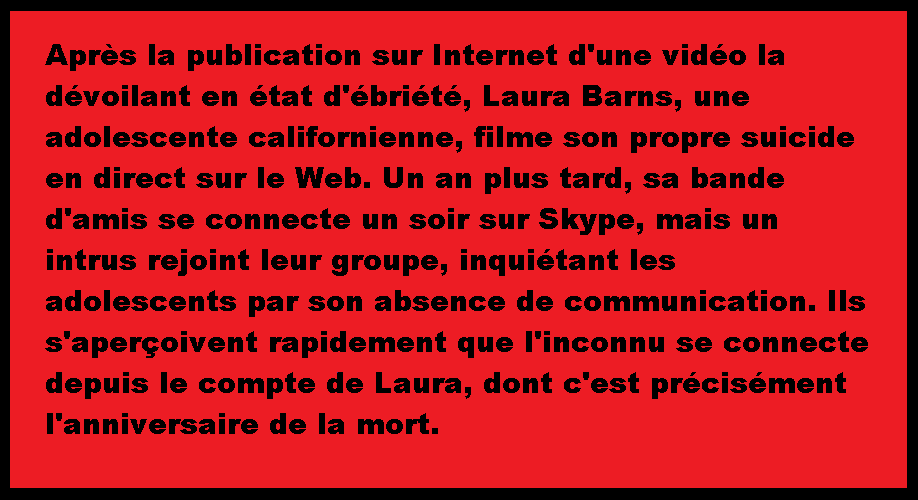 Après la publication sur Internet d'une vidéo la
dévoilant en état d'ébriété, Laura Barns, une
adolescente californienne, filme son propre suicide
en direct sur le Web. Un an plus tard, sa bande
d'amis se connecte un soir sur Skype, mais un
intrus rejoint leur groupe, inquiétant les
adolescents par son absence de communication. Ils
s'aperçoivent rapidement que l'inconnu se connecte
depuis le compte de Laura, dont c'est précisément
l'anniversaire de la mort.